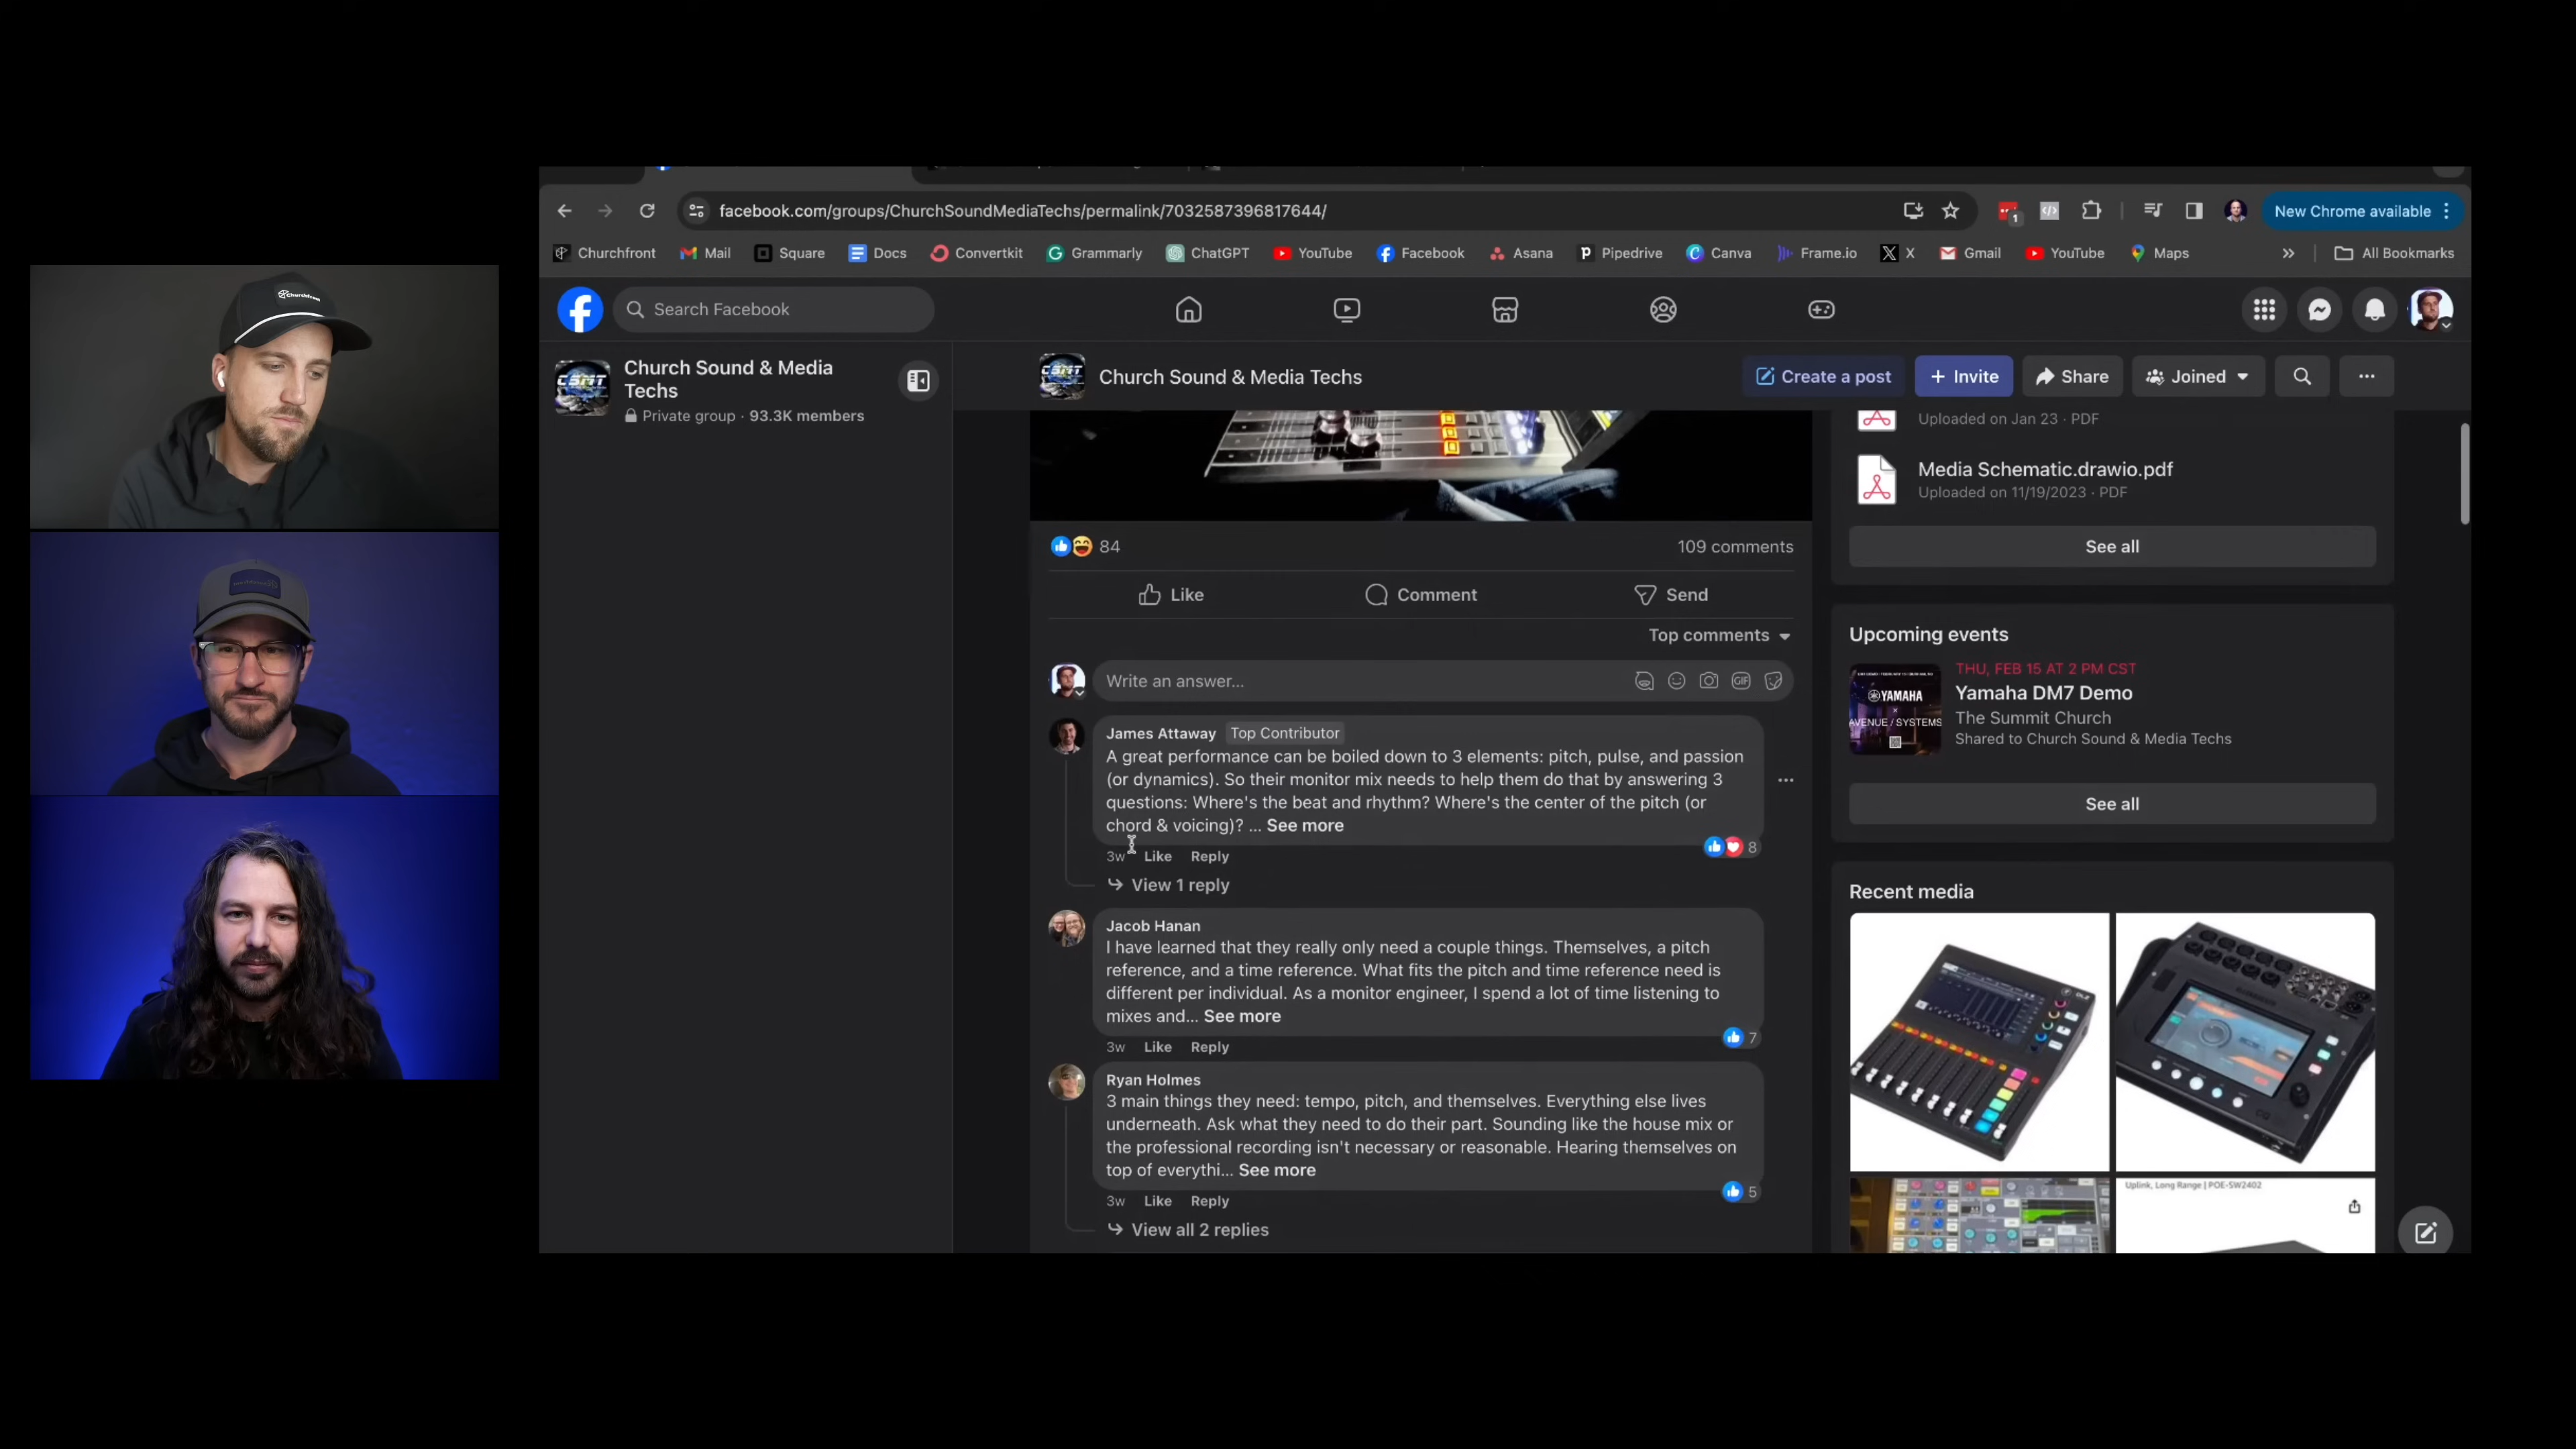 facebook.com/groups/ChurchSoundMediaTechs/permalink/7032587396817644/
1
New Chrome available
Churchfront
Mail
Square
Docs
Convertkit
Grammarly
ChatGPT
YouTube
Facebook
Asana
Pipedrive
Canva
Frame.io
X
Gmail
YouTube
Maps
All Bookmarks
Search Facebook
Churchfront
Church Sound & Media
Techs
Private group · 93.3K members
CSMT
CSMT
Church Sound & Media Techs
Create a post
+ Invite
Share
Joined
84
109 comments
Like
Comment
Send
Top comments
Write an answer...
GIF
James Attaway
Top Contributor
A great performance can be boiled down to 3 elements: pitch, pulse, and passion
(or dynamics). So their monitor mix needs to help them do that by answering 3
questions: Where's the beat and rhythm? Where's the center of the pitch (or
chord & voicing)? ... See more
8
3w Like Reply
View 1 reply
Jacob Hanan
I have learned that they really only need a couple things. Themselves, a pitch
reference, and a time reference. What fits the pitch and time reference need is
different per individual. As a monitor engineer, I spend a lot of time listening to
mixes and... See more
7
3w Like Reply
Ryan Holmes
3 main things they need: tempo, pitch, and themselves. Everything else lives
underneath. Ask what they need to do their part. Sounding like the house mix or
the professional recording isn't necessary or reasonable. Hearing themselves on
top of everythi... See more
5
3w Like Reply
View all 2 replies
Uploaded on Jan 23 · PDF
Media Schematic.drawio.pdf
Uploaded on 11/19/2023 · PDF
See all
Upcoming events
YAMAHA
AVENUE / SYSTEMS
THU, FEB 15 AT 2 PM CST
Yamaha DM7 Demo
The Summit Church
Shared to Church Sound & Media Techs
See all
Recent media
Uplink, Long Range | POE-SW2402